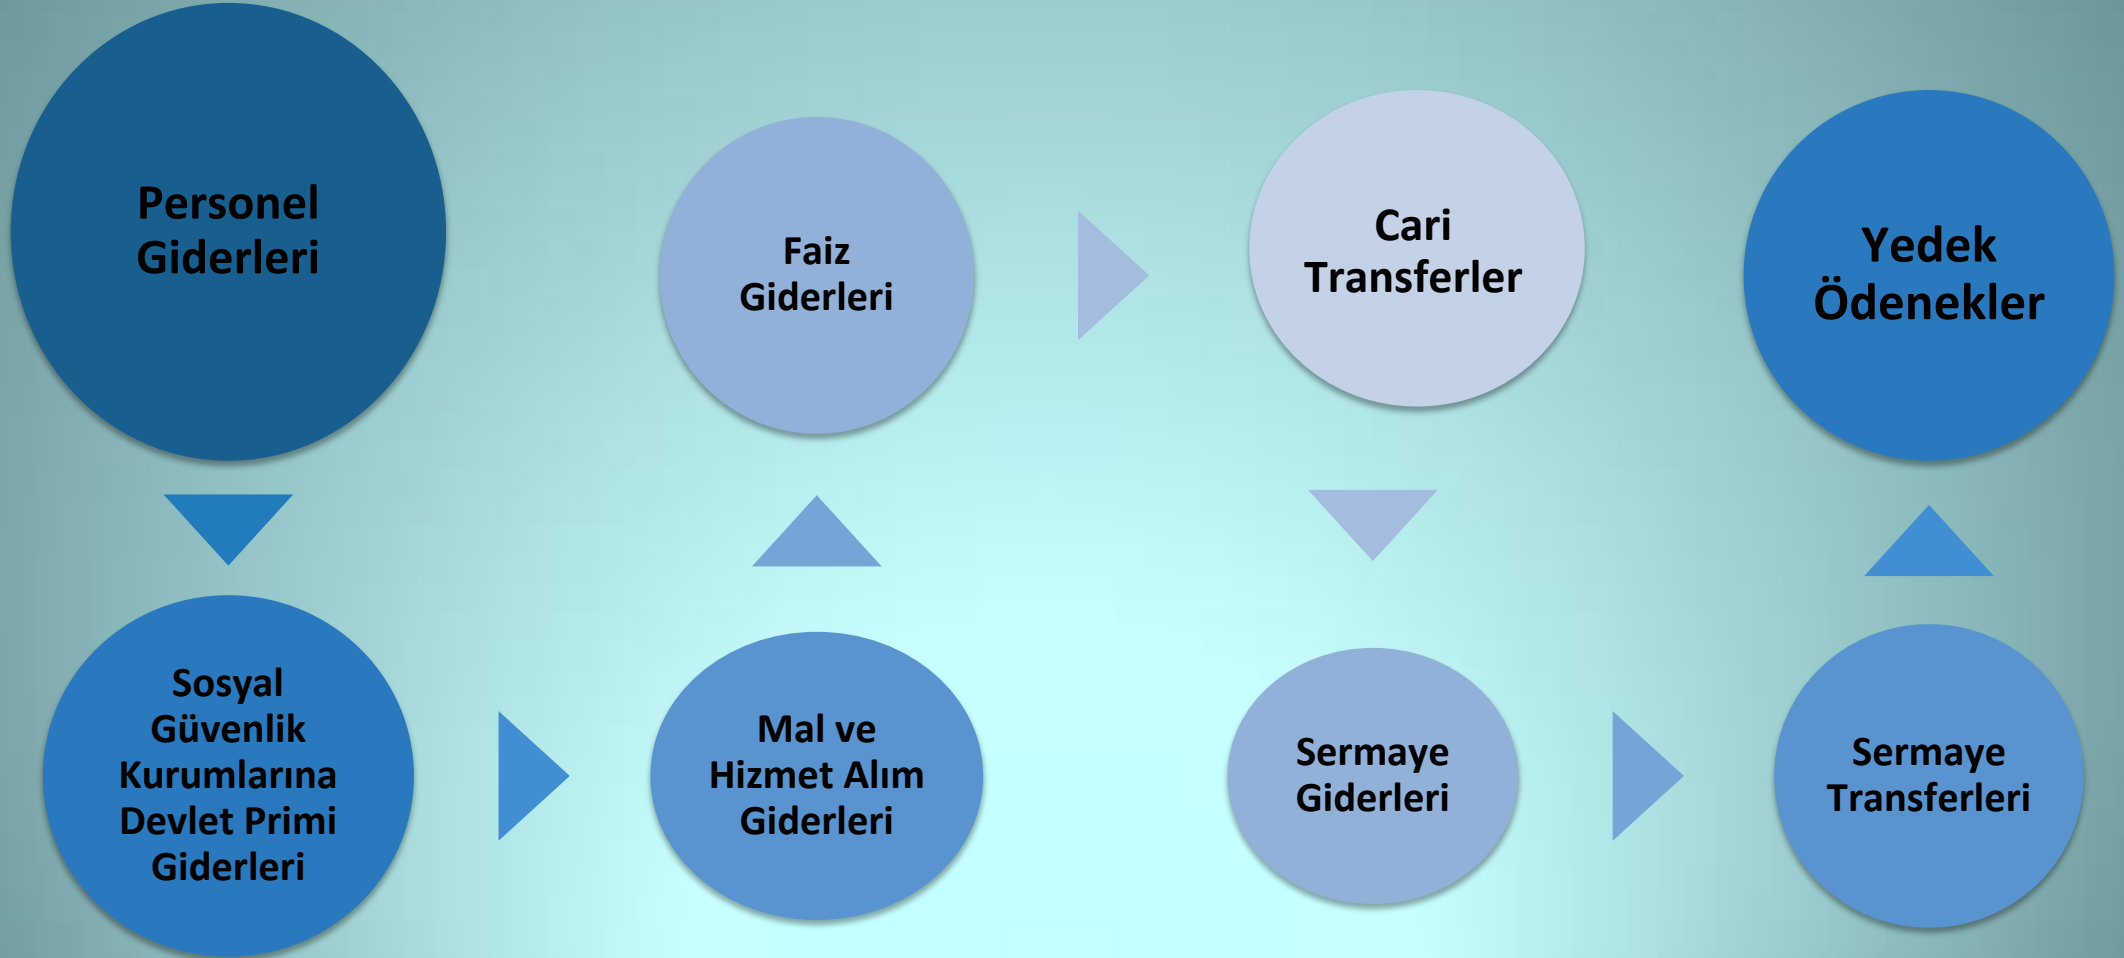 Personel
Giderleri
Sosyal
Güvenlik
Kurumlarına
Devlet Primi
Giderleri
Mal ve
Hizmet Alım
Giderleri
Faiz
Giderleri
Cari
Transferler
Sermaye
Giderleri
Sermaye
Transferleri
Yedek
Ödenekler